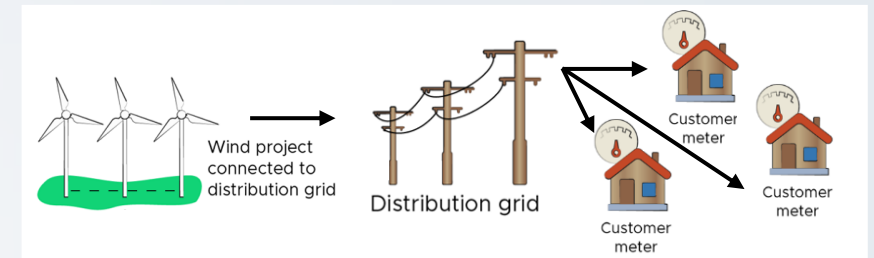 Wind project
connected to
distribution grid
Distribution grid
Customer
meter
Customer
meter
Customer
meter